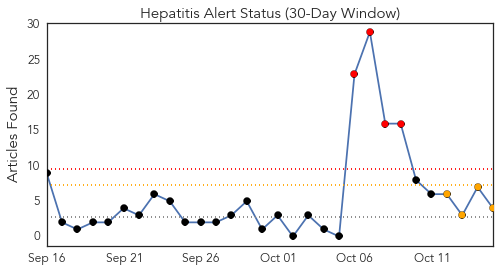 Hepatitis Alert Status (30-Day Window)
Articles Found
30
25
20
15
10
5
0
Sep 16
Sep 21
Sep 26
Oct 01
Oct 06
Oct 11